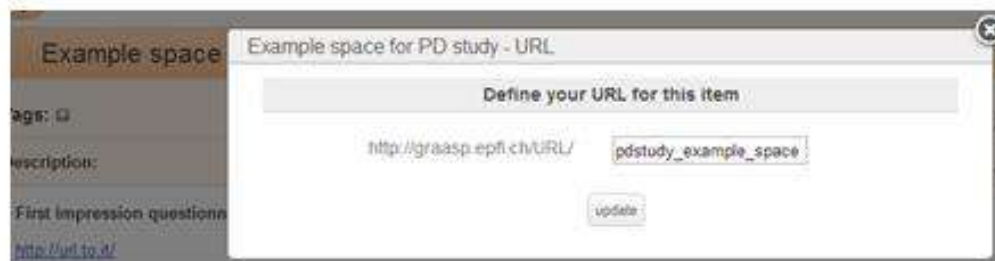 Example space
Example space for PD study - URL
Define your URL for this item
Tags:
http://graasp.epfl.ch/URL/ pdstudy_example_space
Description:
update
First impression questionn
http://url.to.it/